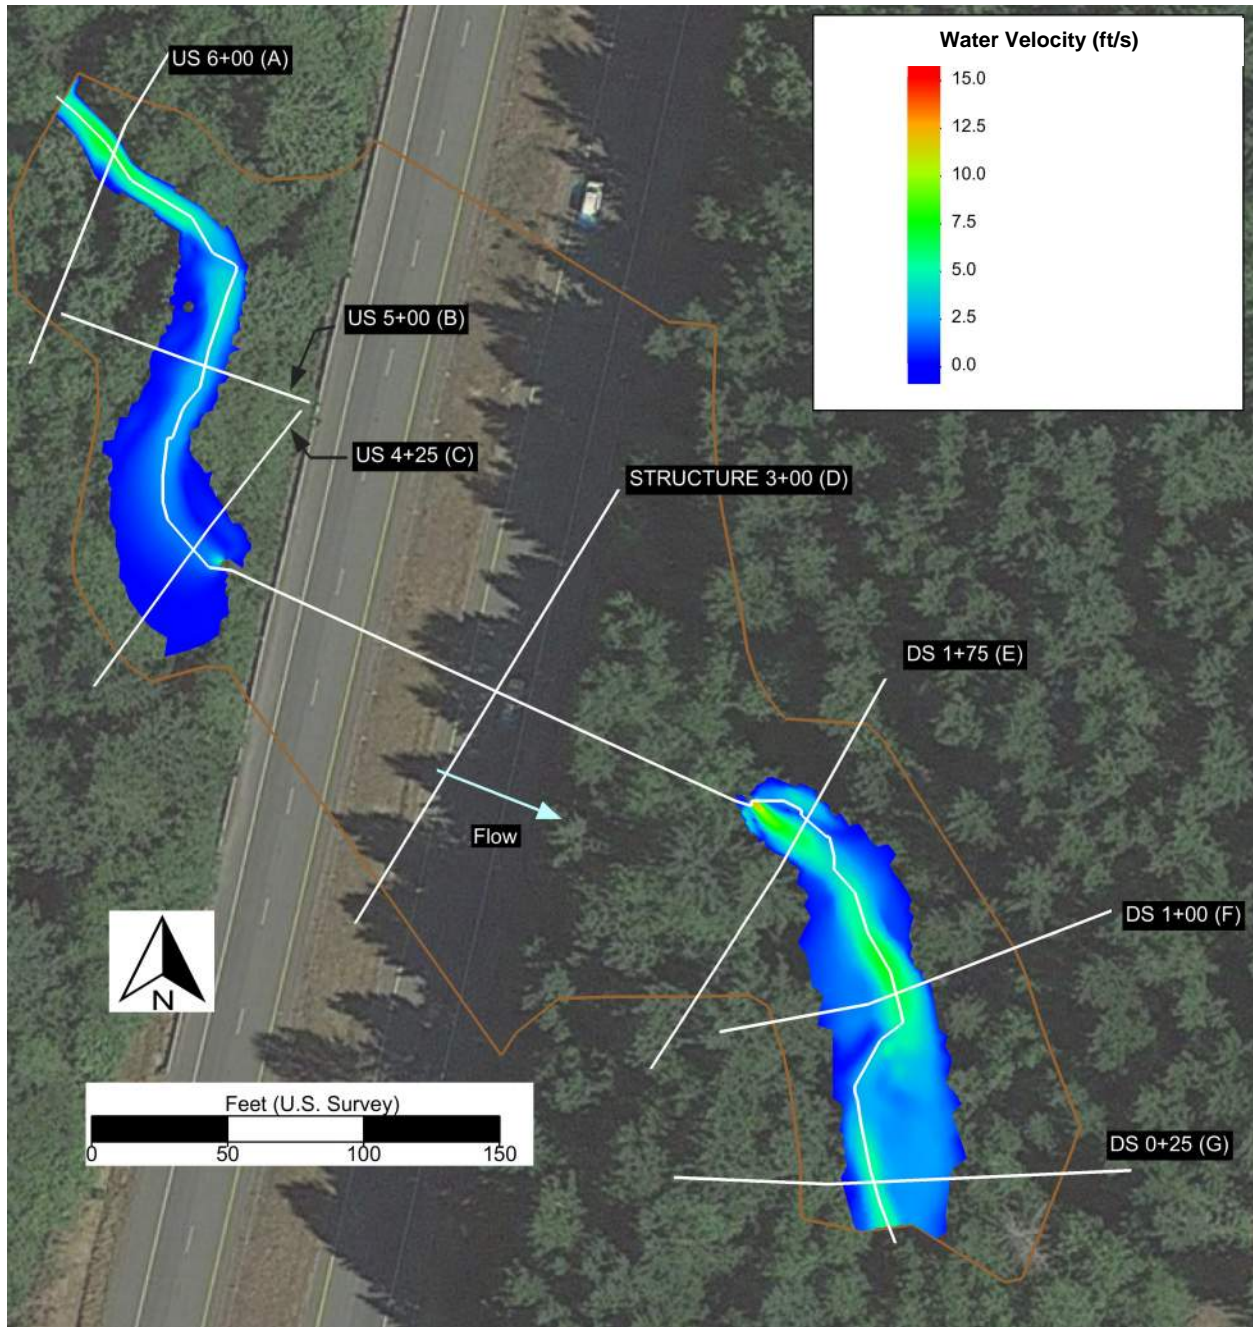 US 6+00 (A)
Water Velocity (ft/s)
15.0
12.5
10.0
7.5
5.0
2.5
0.0
US 5+00 (B)
US 4+25 (C)
STRUCTURE 3+00 (D)
DS 1+75 (E)
Flow
DS 1+00 (F)
N
Feet (U.S. Survey)
0 50 100 150
DS 0+25 (G)